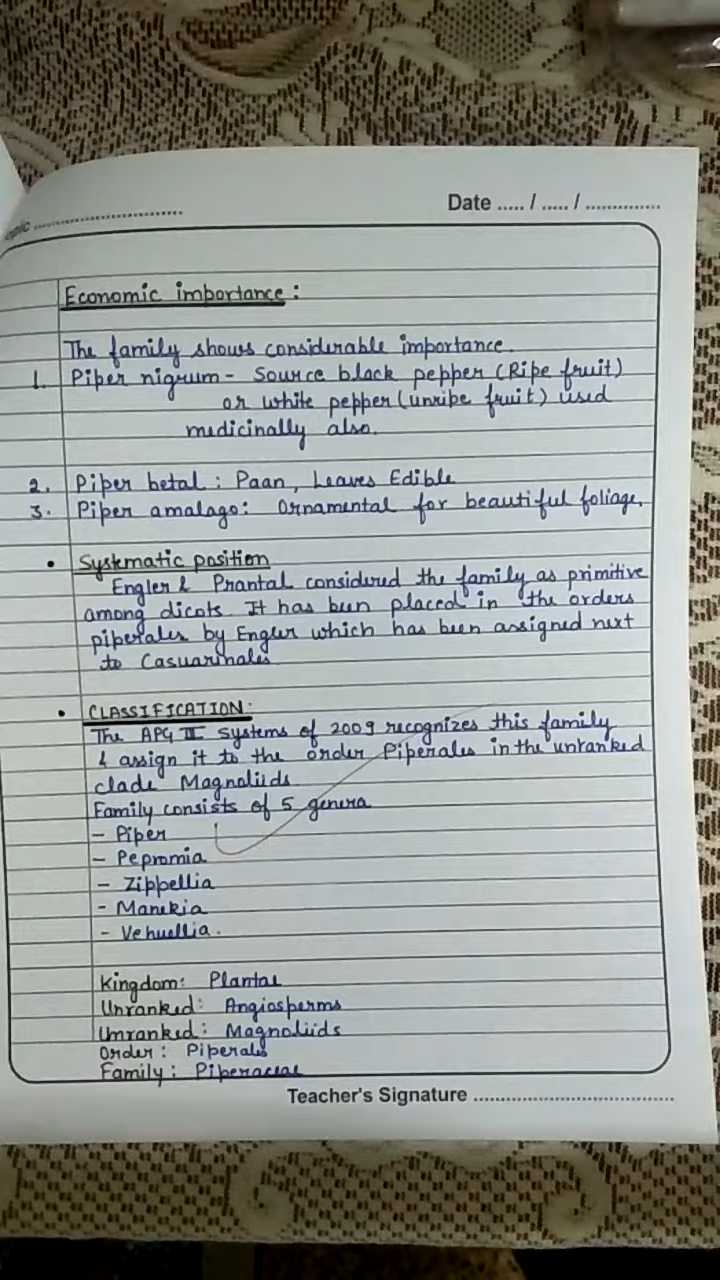 Date ..... / ..... / ..............
Economic importance :
The family shows considerable importance.
1. Piper nigrum - Source black pepper (Ripe fruit)
or white pepper (unripe fruit) used
medicinally also.
2. Piper betal : Paan, Leaves Edible
3. Piper amalago: Ornamental for beautiful foliage.
• Systematic position
Engler & Prantal considered the family as primitive
among dicots. It has been placed in the orders
piperales by Engler which has been assigned next
to Casuarinales
• CLASSIFICATION:
The APG III systems of 2009 recognizes this family
& assign it to the order Piperales in the unranked
clade Magnoliids
Family consists of 5 genera
- Piper
- Pepromia
- Zippellia
- Manekia
- Vehuellia.
Kingdom: Plantae
Unranked: Angiosperms
Unranked: Magnoliids
Order: Piperales
Family: Piperaceae
Teacher's Signature ......................................